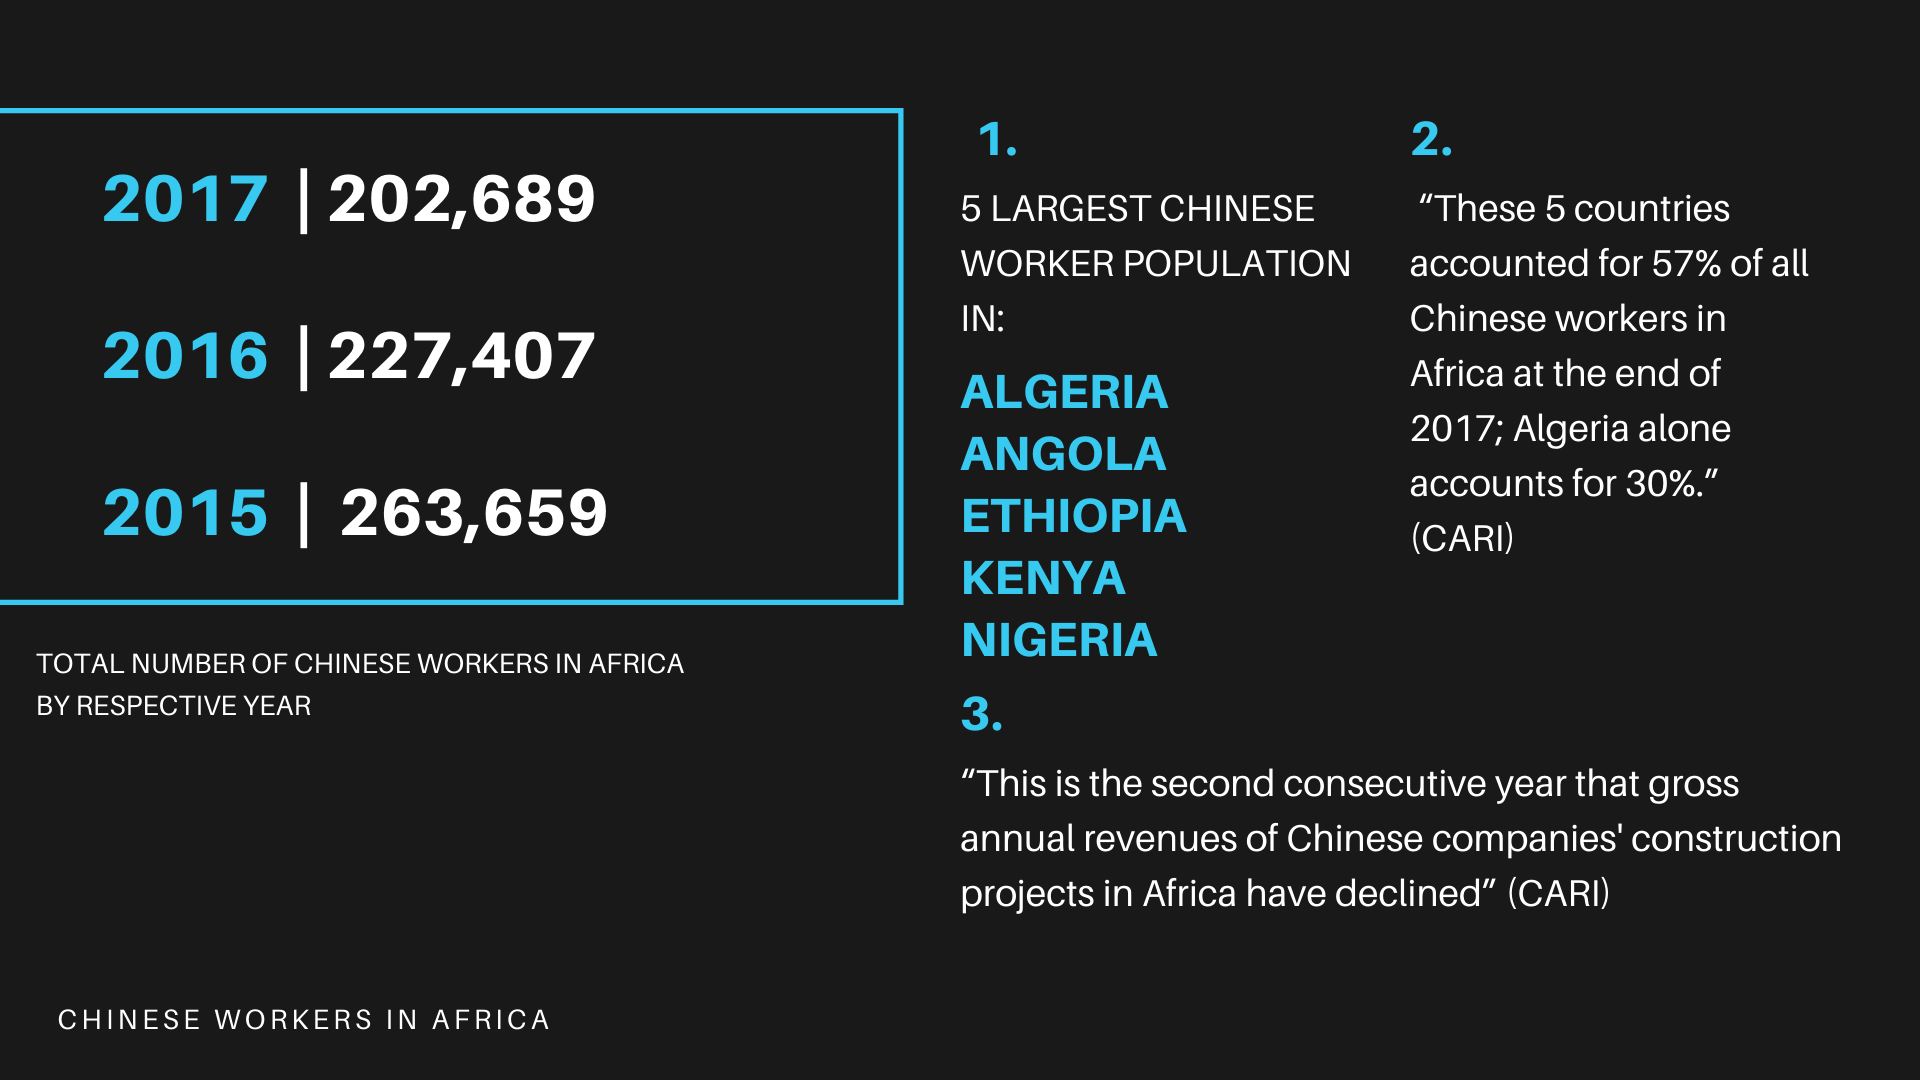 2017 | 202,689
2016 | 227,407
2015 | 263,659
TOTAL NUMBER OF CHINESE WORKERS IN AFRICA
BY RESPECTIVE YEAR
1.
5 LARGEST CHINESE
WORKER POPULATION
IN:
ALGERIA
ANGOLA
ETHIOPIA
KENYA
NIGERIA
2.
“These 5 countries
accounted for 57% of all
Chinese workers in
Africa at the end of
2017; Algeria alone
accounts for 30%.”
(CARI)
3.
“This is the second consecutive year that gross
annual revenues of Chinese companies' construction
projects in Africa have declined” (CARI)
CHINESE WORKERS IN AFRICA